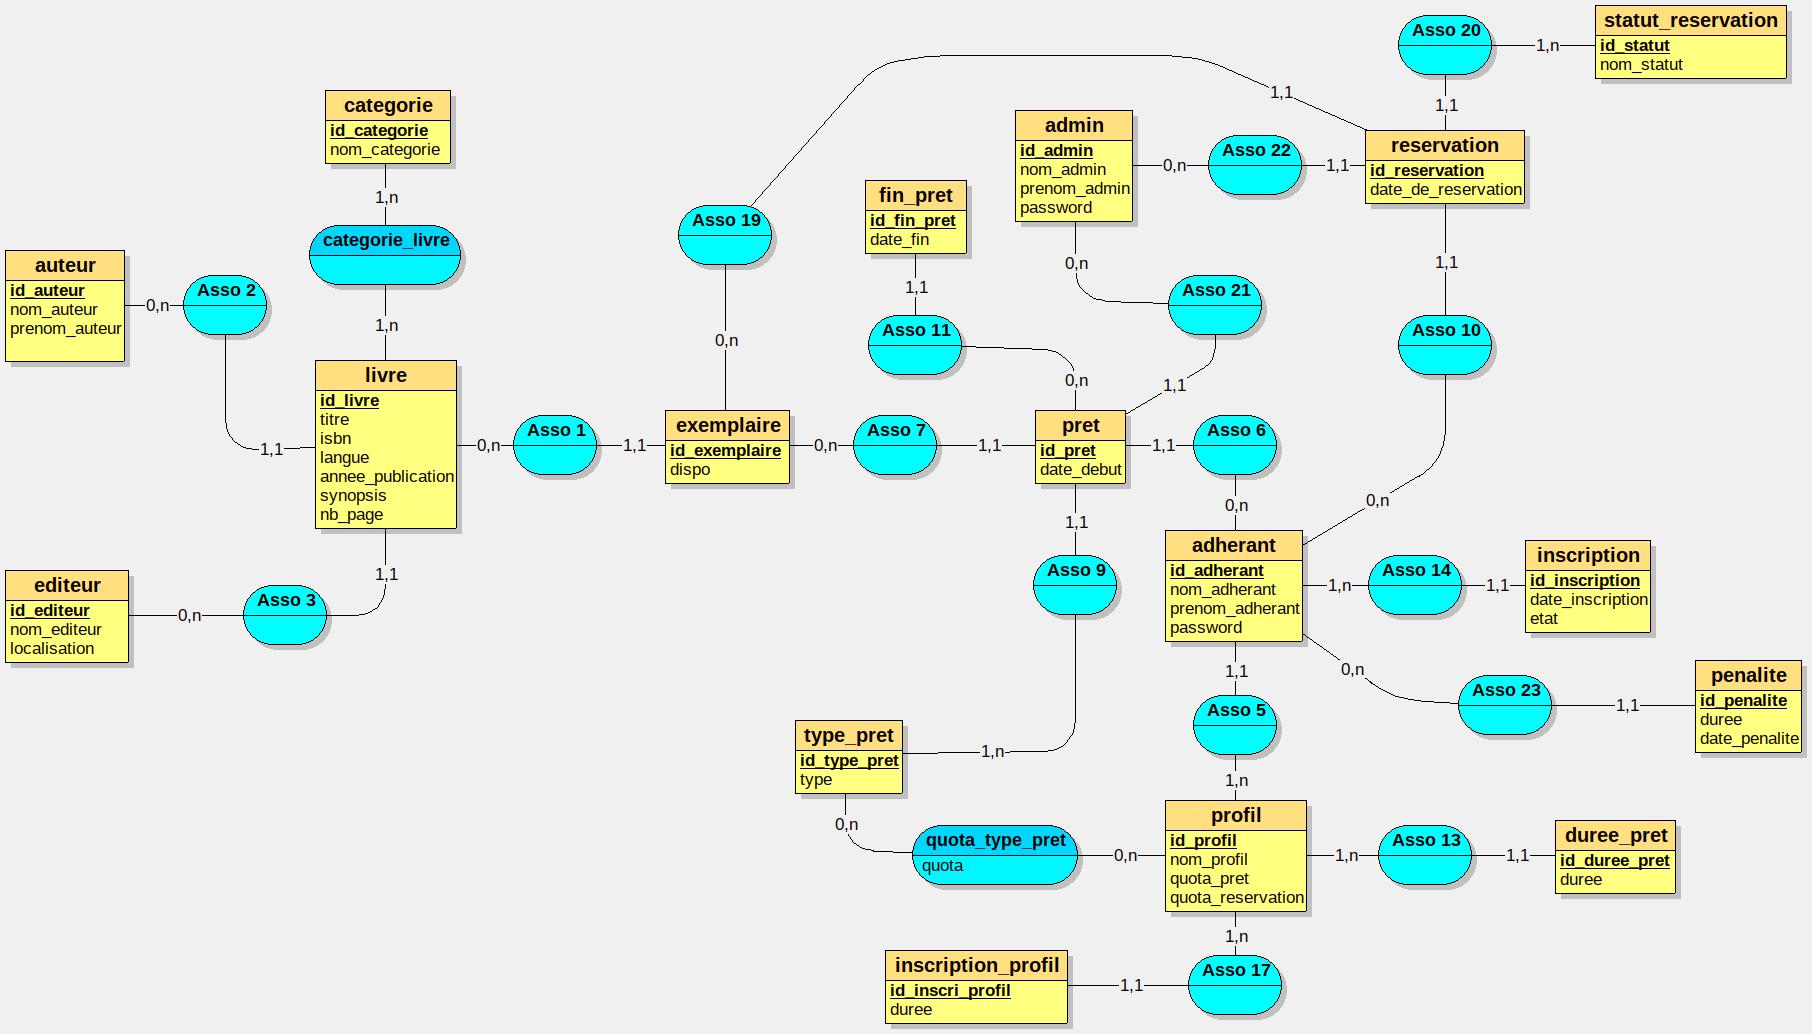 Asso 20
1,n
statut_reservation
id_statut
nom_statut
1,1
1,1
categorie
id_categorie
nom_categorie
1,n
categorie_livre
1,n
admin
id_admin
nom_admin
prenom_admin
password
0,n
Asso 22
1,1
reservation
id_reservation
date_de_reservation
fin_pret
id_fin_pret
date_fin
1,1
Asso 19
0,n
0,n
Asso 21
1,1
1,1
Asso 10
0,n
auteur
id_auteur
nom_auteur
prenom_auteur
0,n
Asso 2
1,1
Asso 11
0,n
livre
id_livre
titre
isbn
langue
annee_publication
synopsis
nb_page
0,n
Asso 1
1,1
exemplaire
id_exemplaire
dispo
0,n
Asso 7
1,1
pret
id_pret
date_debut
1,1
Asso 6
0,n
1,1
Asso 9
1,n
adherant
id_adherant
nom_adherant
prenom_adherant
password
1,n
Asso 14
1,1
inscription
id_inscription
date_inscription
etat
editeur
id_editeur
nom_editeur
localisation
0,n
Asso 3
1,1
0,n
Asso 23
1,1
penalite
id_penalite
duree
date_penalite
1,1
Asso 5
1,n
type_pret
id_type_pret
type
0,n
quota_type_pret
quota
0,n
profil
id_profil
nom_profil
quota_pret
quota_reservation
1,n
Asso 13
1,1
duree_pret
id_duree_pret
duree
1,n
Asso 17
1,1
inscription_profil
id_inscri_profil
duree